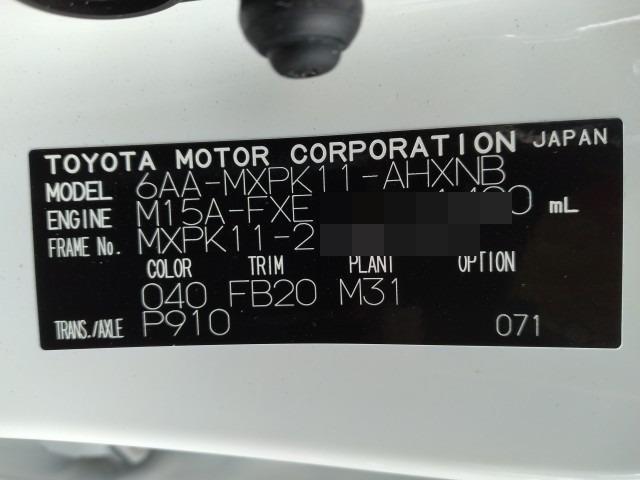 TOYOTA MOTOR CORPORATION JAPAN
MODEL 6AA-MXPK11-AHXNB
ENGINE M15A-FXE mL
FRAME No. MXPK11-2
COLOR TRIM PLANT OPTION
040 FB20 M31
TRANS./AXLE P910 071